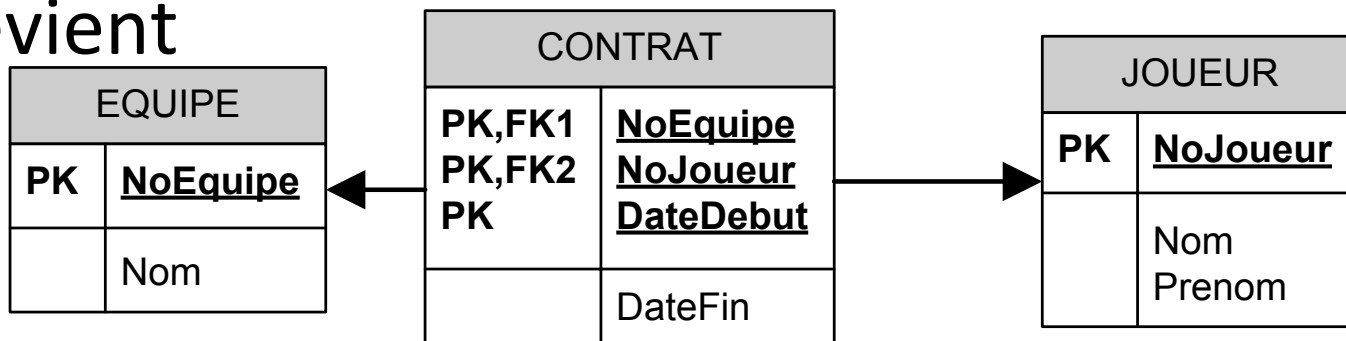 evient
EQUIPE
PK NoEquipe
Nom
CONTRAT
PK,FK1 NoEquipe
PK,FK2 NoJoueur
PK DateDebut
DateFin
JOUEUR
PK NoJoueur
Nom
Prenom